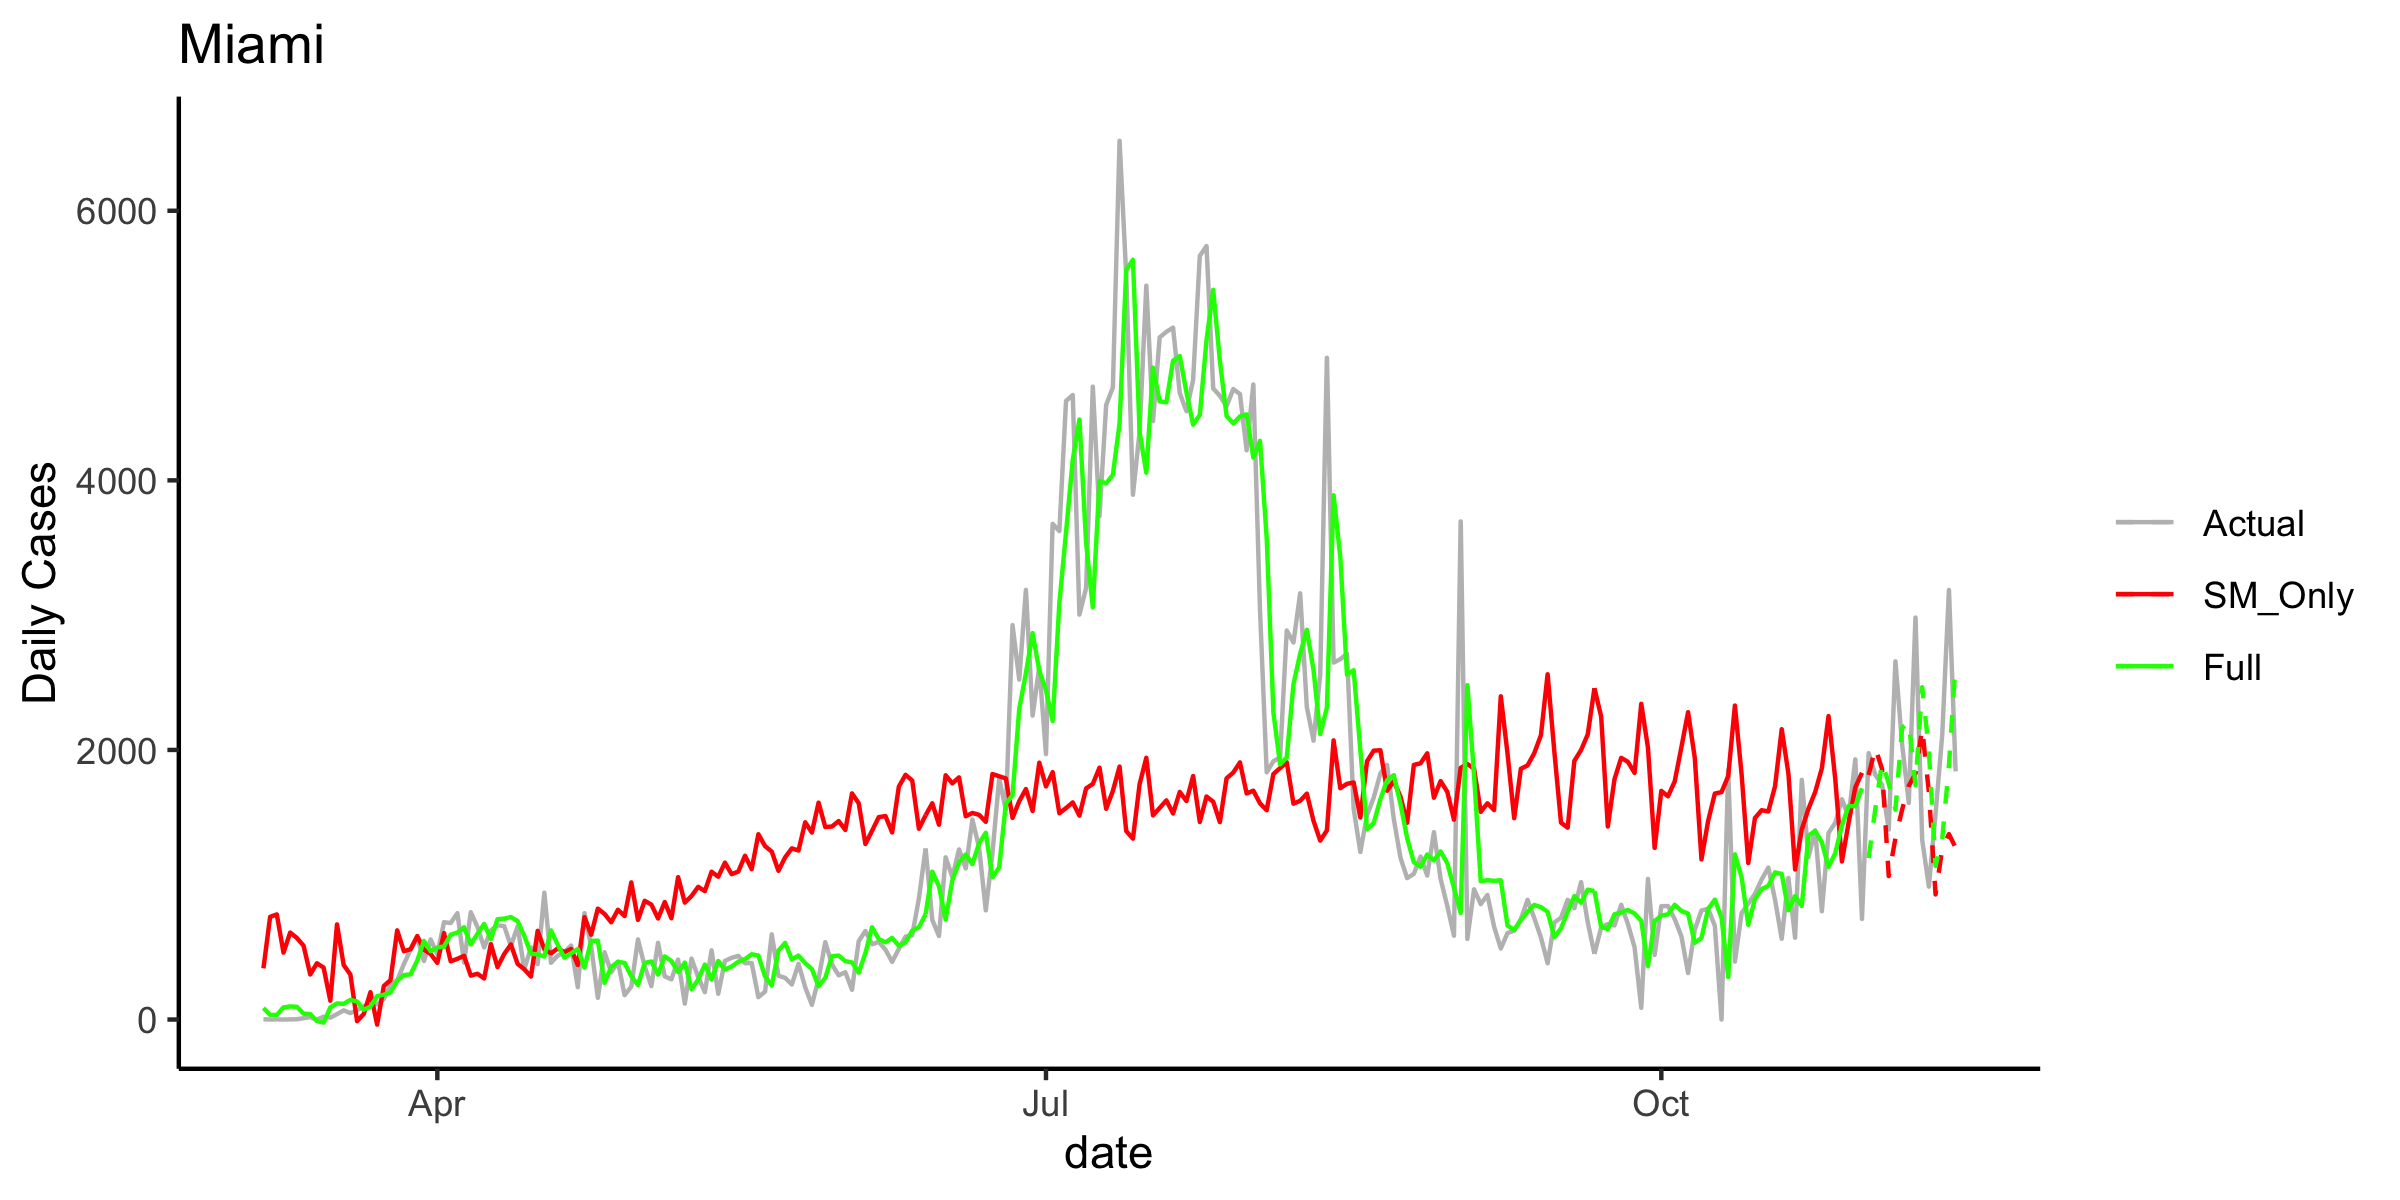 Miami
Daily Cases
6000
4000
2000
0
Apr
Jul
Oct
date
Actual
SM_Only
Full